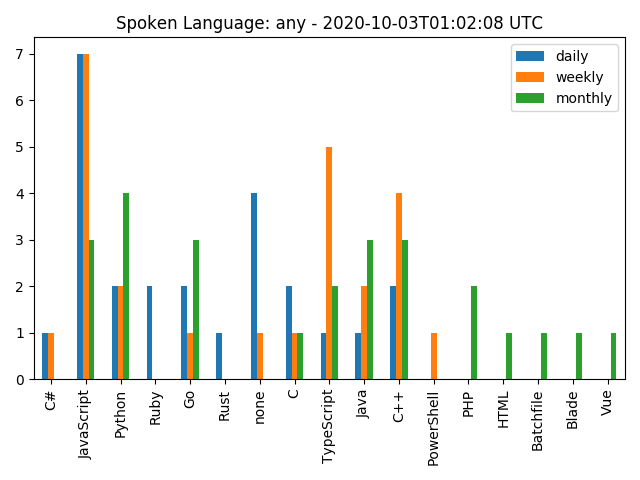 Spoken Language: any - 2020-10-03T01:02:08 UTC
daily
weekly
monthly
7
6
5
4
3
2
1
0
C#
JavaScript
Python
Ruby
Go
Rust
none
C
TypeScript
Java
C++
PowerShell
PHP
HTML
Batchfile
Blade
Vue